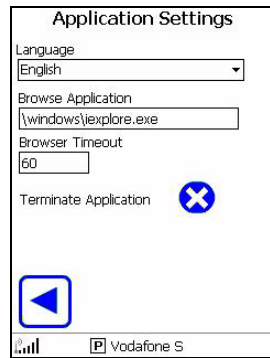 Application Settings
Language
English
Browse Application
\windows\iexplore.exe
Browser Timeout
60
Terminate Application
P Vodafone S